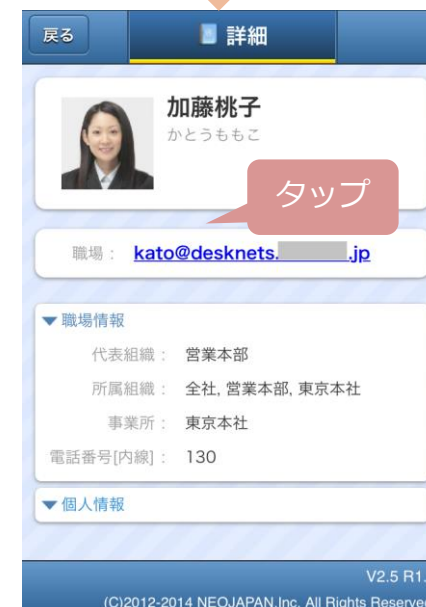 戻る
詳細
加藤桃子
かとうももこ
タップ
職場： kato@desknets. .jp
▼職場情報
代表組織： 営業本部
所属組織： 全社, 営業本部, 東京本社
事業所： 東京本社
電話番号[内線]： 130
▼個人情報
V2.5 R1.
(C)2012-2014 NEOJAPAN,Inc. All Rights Reserve